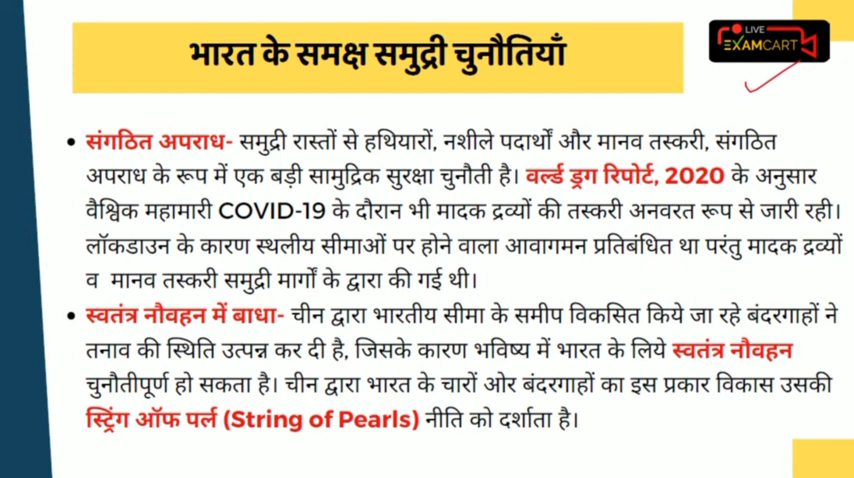 भारत के समक्ष समुद्री चुनौतियाँ
LIVE
EXAMCART
संगठित अपराध- समुद्री रास्तों से हथियारों, नशीले पदार्थों और मानव तस्करी, संगठित
अपराध के रूप में एक बड़ी सामुद्रिक सुरक्षा चुनौती है। वर्ल्ड ड्रग रिपोर्ट, 2020 के अनुसार
वैश्विक महामारी COVID-19 के दौरान भी मादक द्रव्यों की तस्करी अनवरत रूप से जारी रही।
लॉकडाउन के कारण स्थलीय सीमाओं पर होने वाला आवागमन प्रतिबंधित था परंतु मादक द्रव्यों
व मानव तस्करी समुद्री मार्गों के द्वारा की गई थी।
स्वतंत्र नौवहन में बाधा- चीन द्वारा भारतीय सीमा के समीप विकसित किये जा रहे बंदरगाहों ने
तनाव की स्थिति उत्पन्न कर दी है, जिसके कारण भविष्य में भारत के लिये स्वतंत्र नौवहन
चुनौतीपूर्ण हो सकता है। चीन द्वारा भारत के चारों ओर बंदरगाहों का इस प्रकार विकास उसकी
स्ट्रिंग ऑफ पर्ल (String of Pearls) नीति को दर्शाता है।